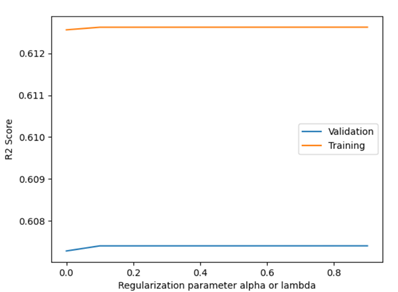 0.612
0.611
0.610
0.609
0.608
R2 Score
Validation
Training
0.0 0.2 0.4 0.6 0.8
Regularization parameter alpha or lambda